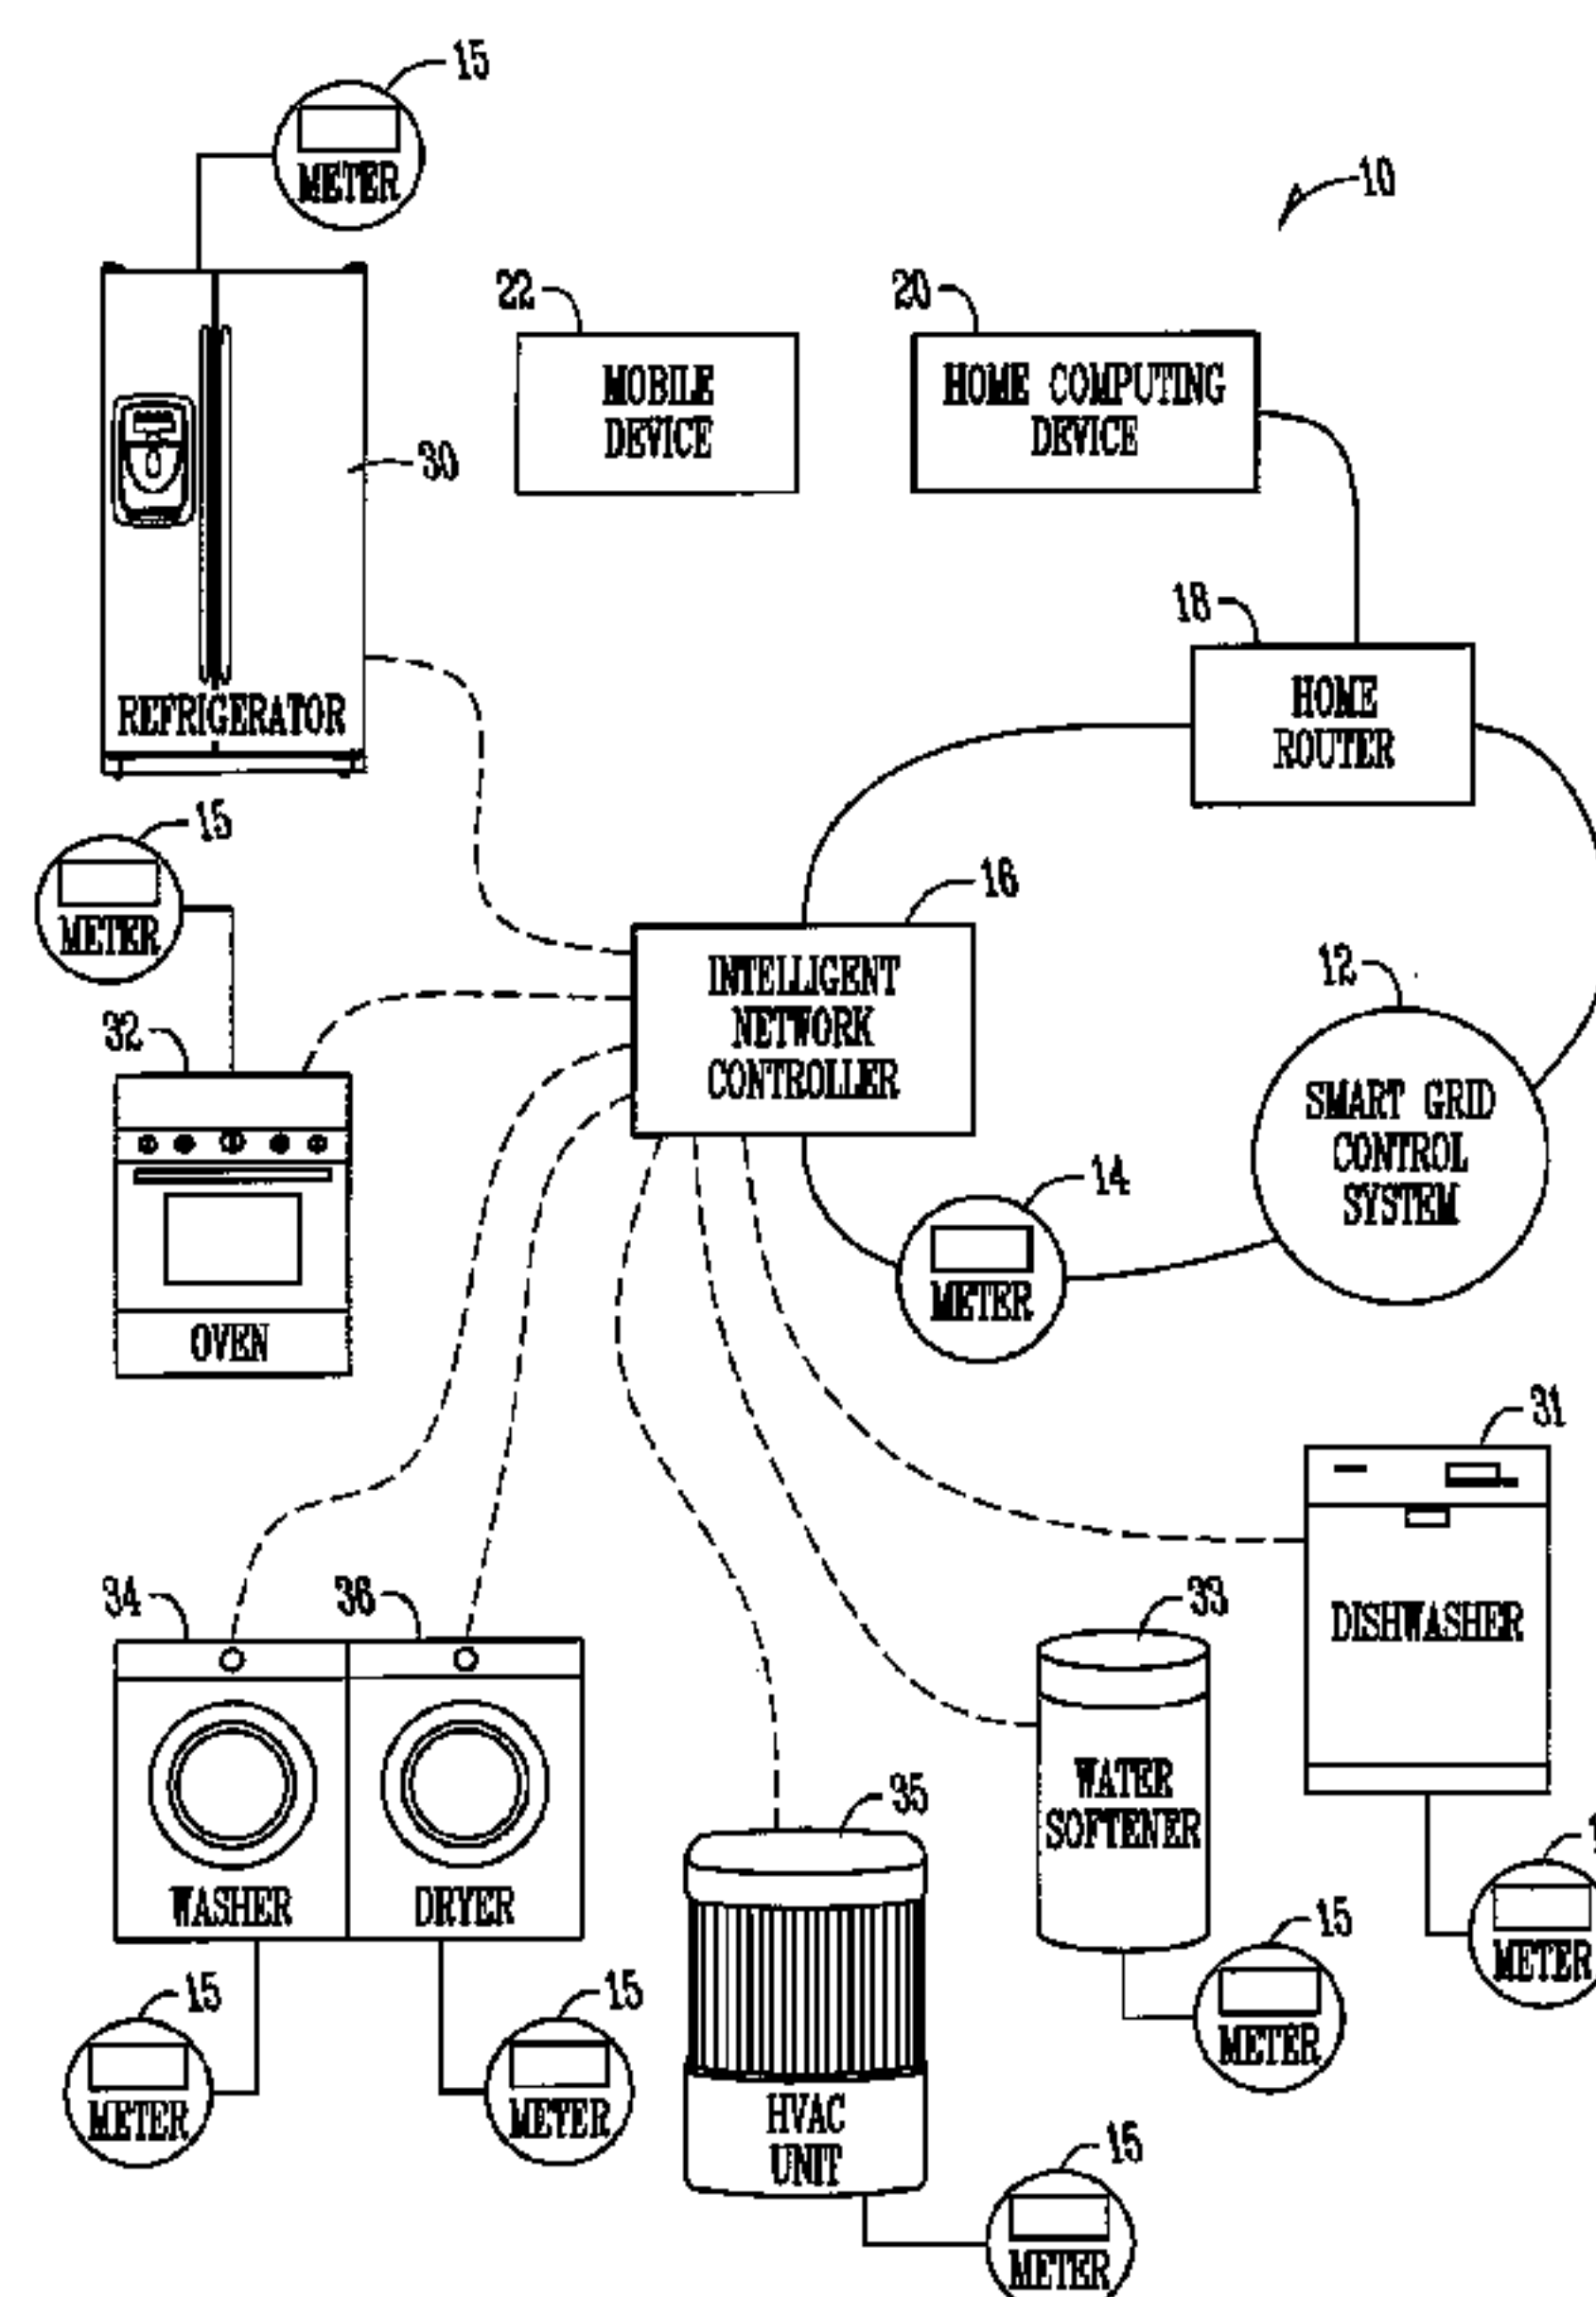 15
METER
10
22
MOBILE
DEVICE
20
HOME COMPUTING
DEVICE
30
REFRIGERATOR
18
HOME
ROUTER
15
METER
16
INTELLIGENT
NETWORK
CONTROLLER
12
SMART GRID
CONTROL
SYSTEM
32
OVEN
14
METER
31
DISHWASHER
34
WASHER
36
DRYER
33
WATER
SOFTENER
35
HVAC
UNIT
METER
15
METER
15
METER
15
METER
15
METER